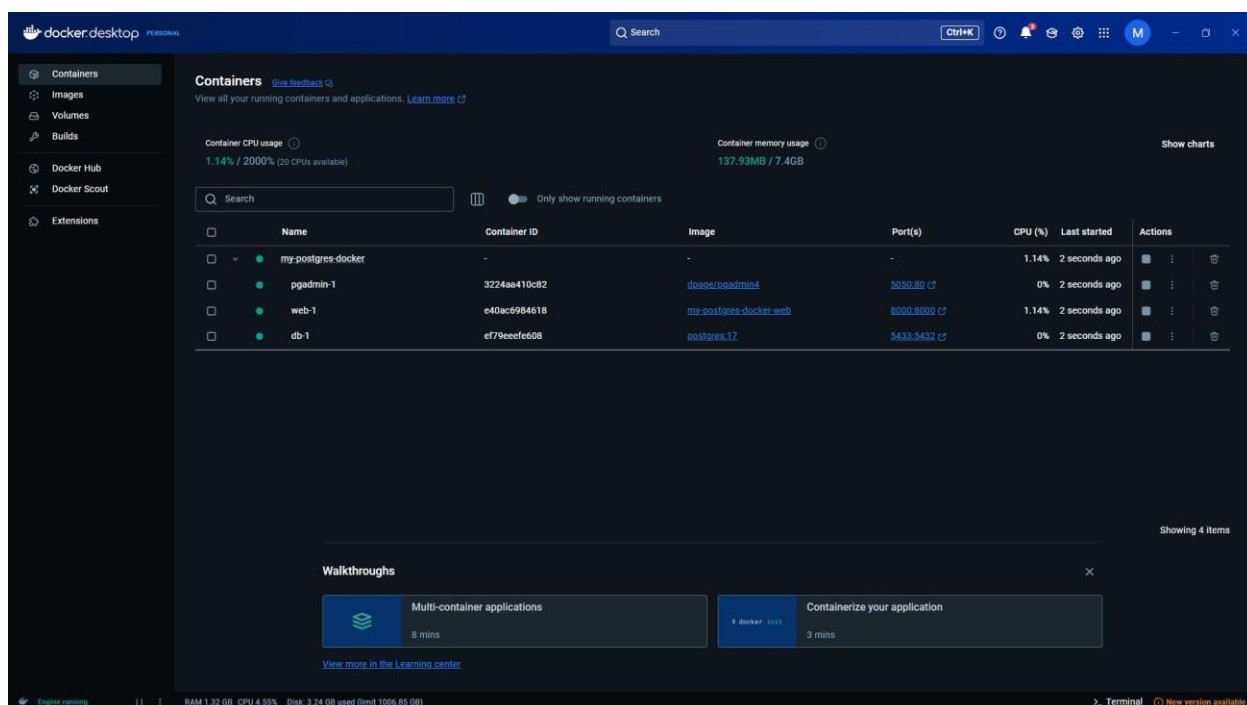 docker.desktop PERSONAL
Search
Ctrl+K
3
M
Containers
Images
Volumes
Builds
Docker Hub
Docker Scout
Extensions
Containers Give feedback
View all your running containers and applications. Learn more
Container CPU usage
1.14% / 2000% (20 CPUs available)
Container memory usage
137.93MB / 7.4GB
Show charts
Search
Only show running containers
Name Container ID Image Port(s) CPU (%) Last started Actions
my-postgres-docker - - - 1.14% 2 seconds ago
pgadmin-1 3224aa410c82 dpage/pgadmin4 5050:80 0% 2 seconds ago
web-1 e40ac6984618 my-postgres-docker-web 8000:8000 1.14% 2 seconds ago
db-1 ef79eeefe608 postgres:17 5433:5432 0% 2 seconds ago
Showing 4 items
Walkthroughs
Multi-container applications
8 mins
$ docker init
Containerize your application
3 mins
View more in the Learning center
Engine running RAM 1.32 GB CPU 4.55% Disk: 3.24 GB used (limit 1006.85 GB) >_ Terminal New version available